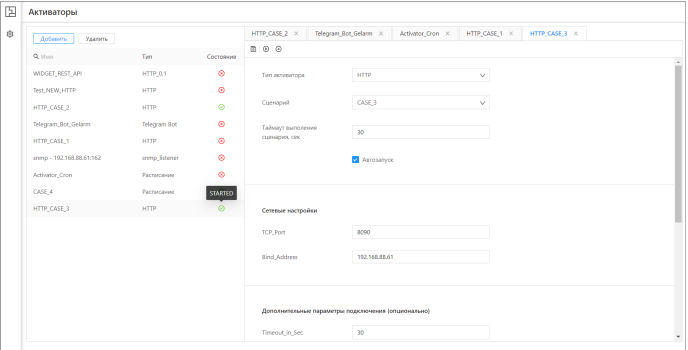 Активаторы
Добавить Удалить
Имя Тип Состояние
WIDGET_REST_API HTTP_0.1
Test_NEW_HTTP HTTP
HTTP_CASE_2 HTTP
Telegram_Bot_Gelarm Telegram Bot
HTTP_CASE_1 HTTP
snmp - 192.168.88.61:162 snmp_listener
Activator_Cron Расписание
CASE_4 Расписание
STARTED
HTTP_CASE_3 HTTP
HTTP_CASE_2 Telegram_Bot_Gelarm Activator_Cron HTTP_CASE_1 HTTP_CASE_3
Тип активатора HTTP
Сценарий CASE_3
Таймаут выполения
сценария, сек 30
Автозапуск
Сетевые настройки
TCP_Port 8090
Bind_Address 192.168.88.61
Дополнительные параметры подключения (опционально)
Timeout_in_Sec 30